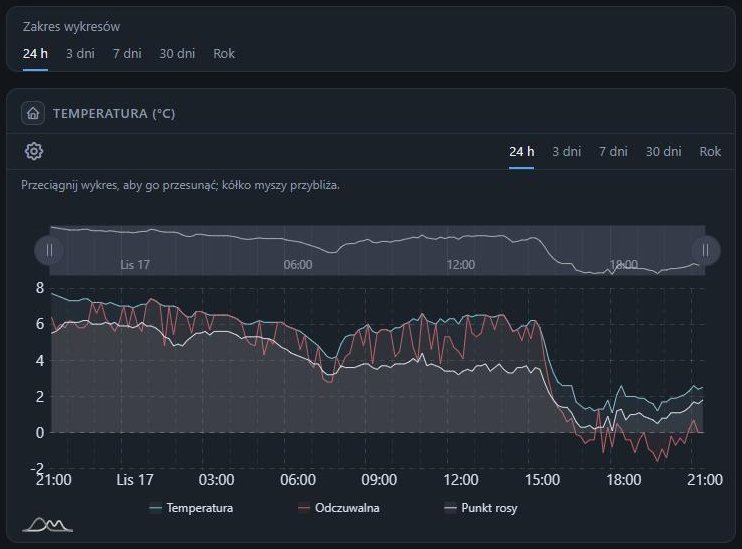 Zakres wykresów
24 h 3 dni 7 dni 30 dni Rok
TEMPERATURA (°C)
24 h 3 dni 7 dni 30 dni Rok
Przeciągnij wykres, aby go przesunąć; kółko myszy przybliża.
Lis 17 06:00 12:00 18:00
8
6
4
2
0
-2
21:00 Lis 17 03:00 06:00 09:00 12:00 15:00 18:00 21:00
Temperatura Odczuwalna Punkt rosy